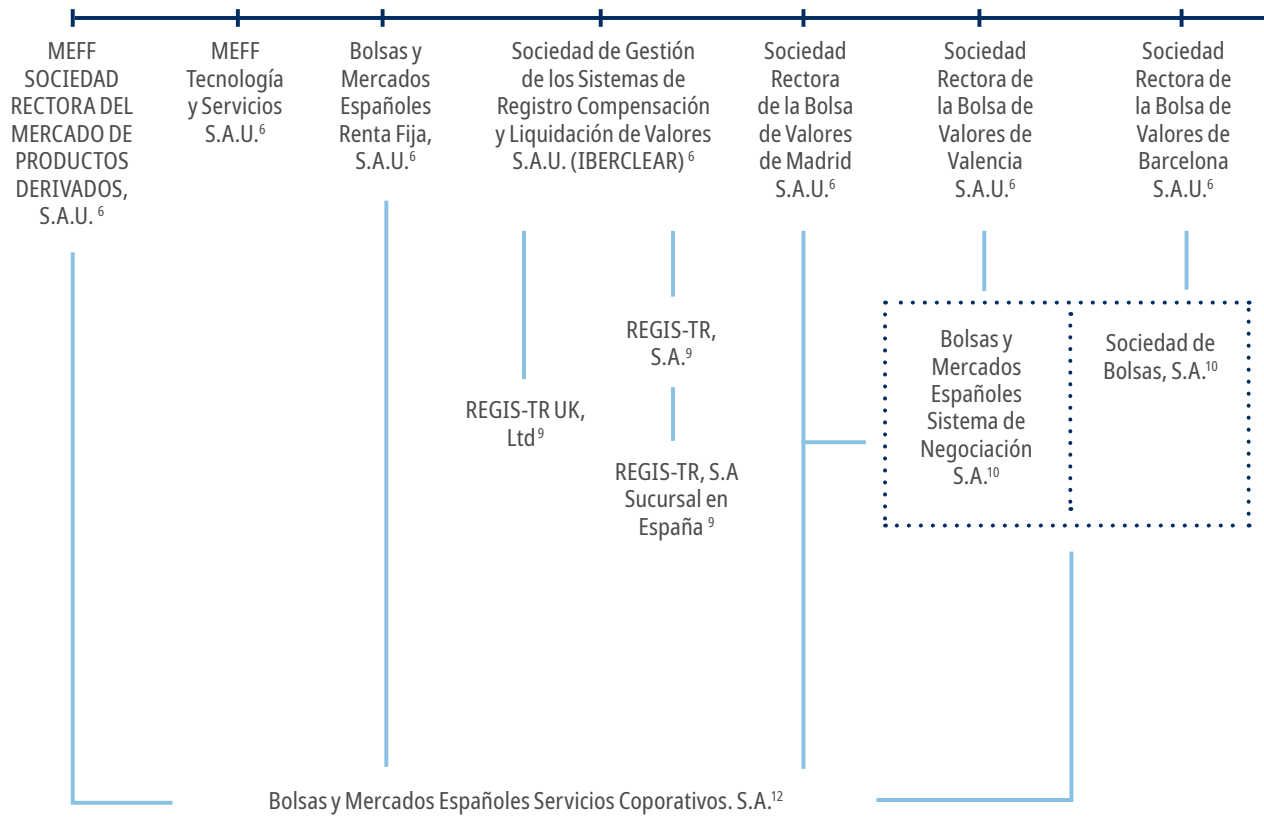 MEFF
SOCIEDAD
RECTORA DEL
MERCADO DE
PRODUCTOS
DERIVADOS,
S.A.U. 6
MEFF
Tecnología
y Servicios
S.A.U.6
Bolsas y
Mercados
Españoles
Renta Fija,
S.A.U.6
Sociedad de Gestión
de los Sistemas de
Registro Compensación
y Liquidación de Valores
S.A.U. (IBERCLEAR) 6
Sociedad
Rectora
de la Bolsa
de Valores
de Madrid
S.A.U.6
Sociedad
Rectora de
la Bolsa de
Valores de
Valencia
S.A.U.6
Sociedad
Rectora de
la Bolsa de
Valores de
Barcelona
S.A.U.6
REGIS-TR UK,
Ltd9
REGIS-TR,
S.A.9
REGIS-TR, S.A
Sucursal en
España 9
Bolsas y
Mercados
Españoles
Sistema de
Negociación
S.A.10
Sociedad de
Bolsas, S.A.10
Bolsas y Mercados Españoles Servicios Coporativos. S.A.12